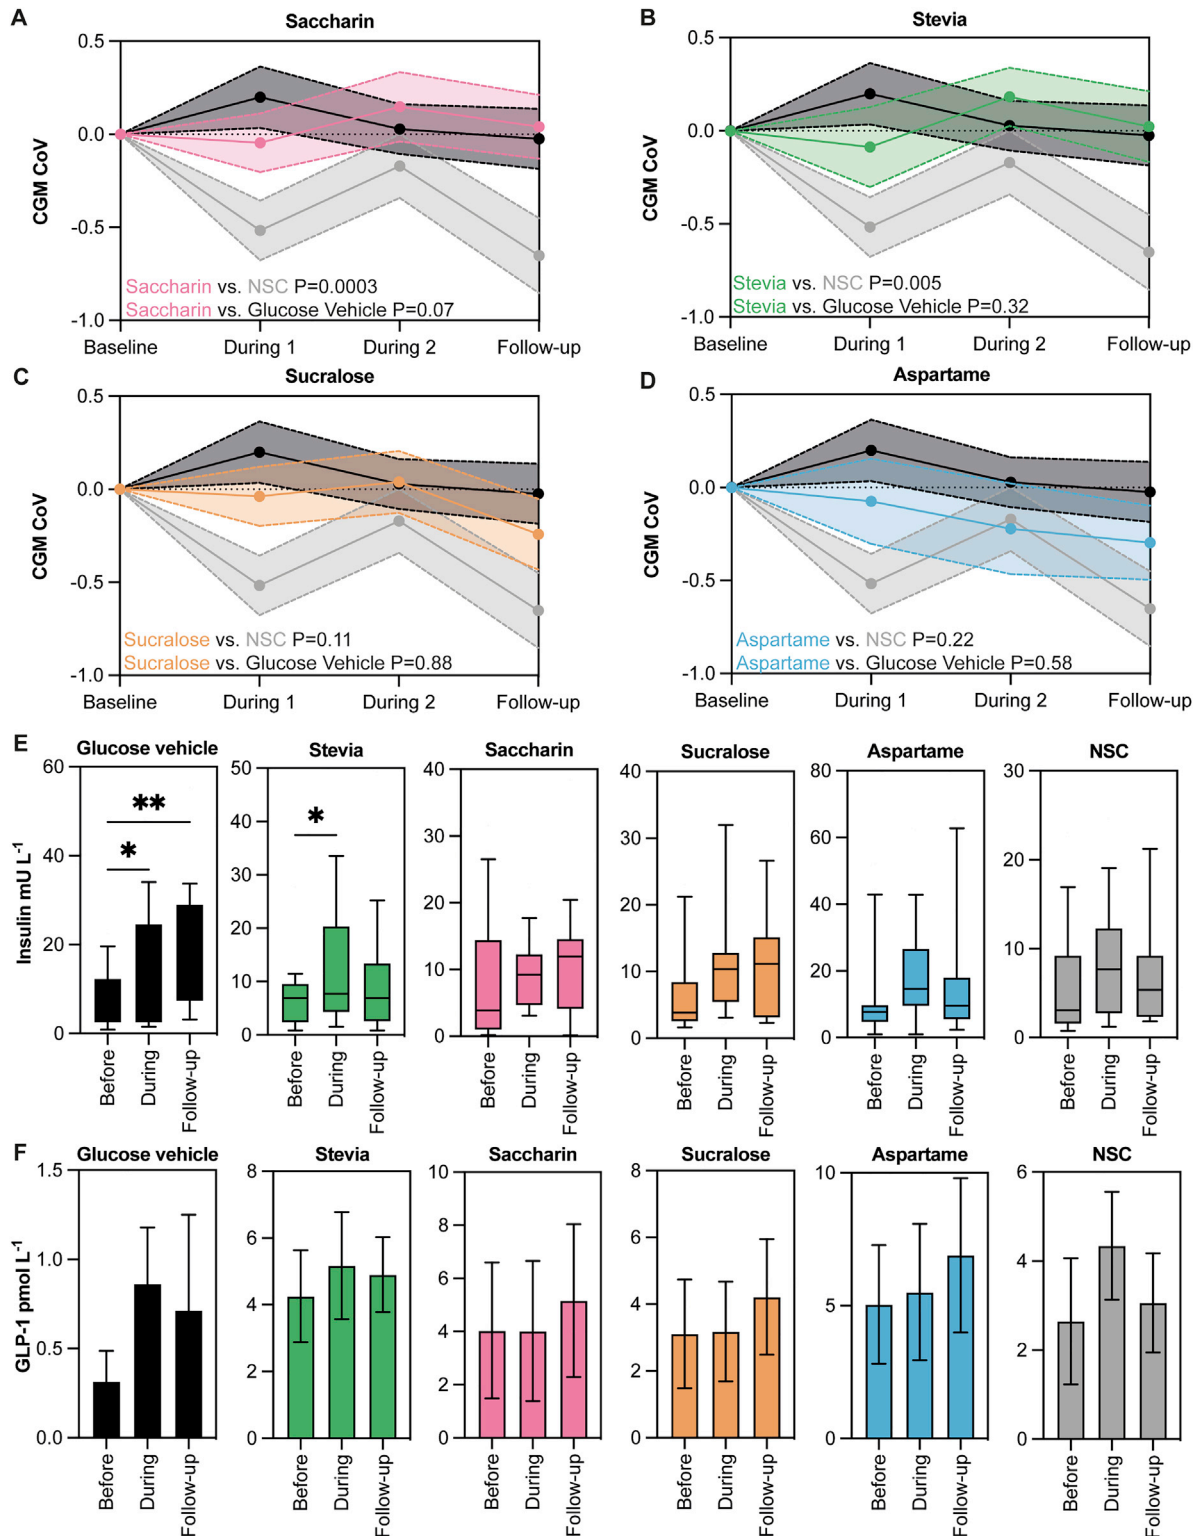 A
Saccharin
CGM CoV
0.5
0.0
-0.5
-1.0
Saccharin vs. NSC P=0.0003
Saccharin vs. Glucose Vehicle P=0.07
Baseline During 1 During 2 Follow-up
B
Stevia
CGM CoV
0.5
0.0
-0.5
-1.0
Stevia vs. NSC P=0.005
Stevia vs. Glucose Vehicle P=0.32
Baseline During 1 During 2 Follow-up
C
Sucralose
CGM CoV
0.5
0.0
-0.5
-1.0
Sucralose vs. NSC P=0.11
Sucralose vs. Glucose Vehicle P=0.88
Baseline During 1 During 2 Follow-up
D
Aspartame
CGM CoV
0.5
0.0
-0.5
-1.0
Aspartame vs. NSC P=0.22
Aspartame vs. Glucose Vehicle P=0.58
Baseline During 1 During 2 Follow-up
E
Insulin mU L-1
Glucose vehicle
60
40
20
0
**
*
Before During Follow-up
Stevia
50
40
30
20
10
0
*
Before During Follow-up
Saccharin
40
30
20
10
0
Before During Follow-up
Sucralose
40
30
20
10
0
Before During Follow-up
Aspartame
80
60
40
20
0
Before During Follow-up
NSC
30
20
10
0
Before During Follow-up
F
GLP-1 pmol L-1
Glucose vehicle
1.5
1.0
0.5
0.0
Before During Follow-up
Stevia
8
6
4
2
0
Before During Follow-up
Saccharin
10
8
6
4
2
0
Before During Follow-up
Sucralose
8
6
4
2
0
Before During Follow-up
Aspartame
10
5
0
Before During Follow-up
NSC
6
4
2
0
Before During Follow-up